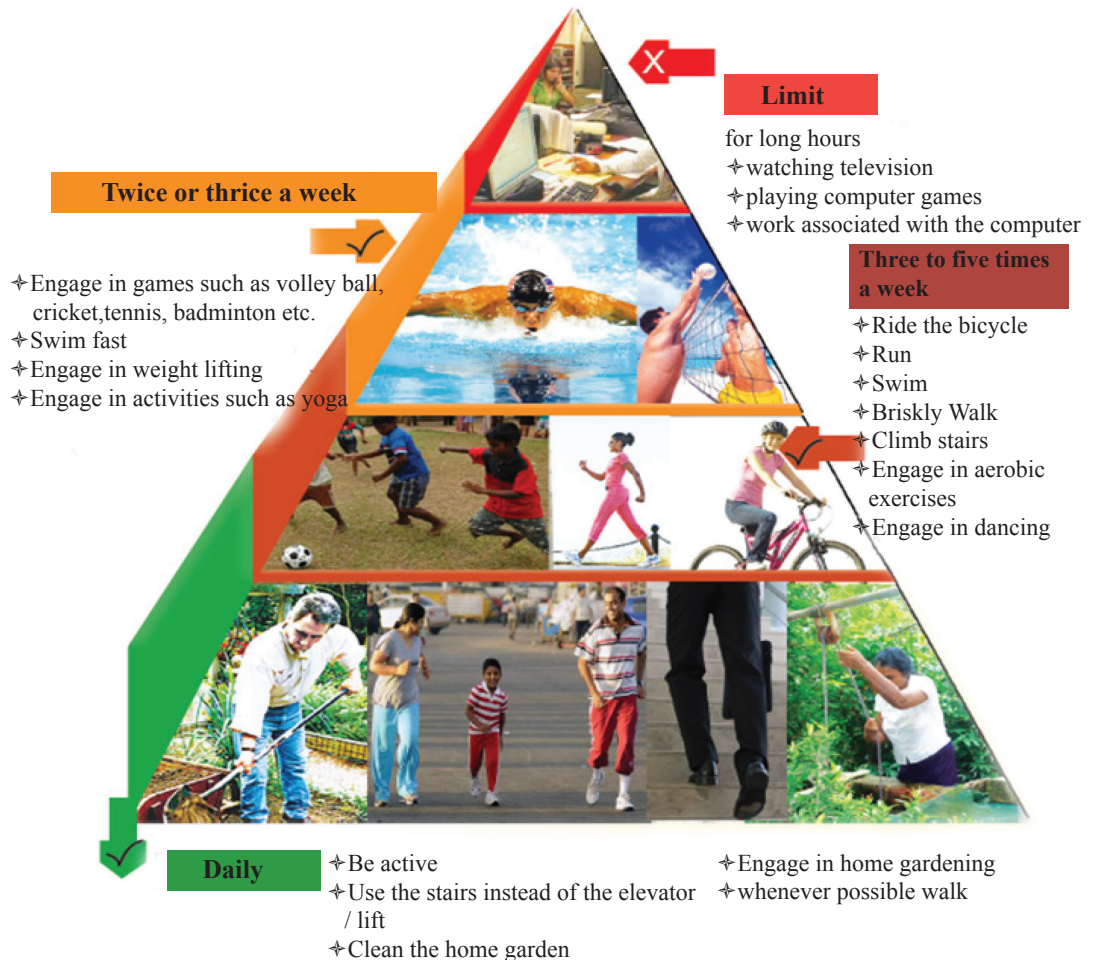 Limit
for long hours
✧watching television
✧playing computer games
✧work associated with the computer
Twice or thrice a week
✧Engage in games such as volley ball,
cricket,tennis, badminton etc.
✧Swim fast
✧Engage in weight lifting
✧Engage in activities such as yoga
Three to five times
a week
✧Ride the bicycle
✧Run
✧Swim
✧Briskly Walk
✧Climb stairs
✧Engage in aerobic
exercises
✧Engage in dancing
Daily
✧Be active
✧Use the stairs instead of the elevator
/ lift
✧Clean the home garden
✧Engage in home gardening
✧whenever possible walk